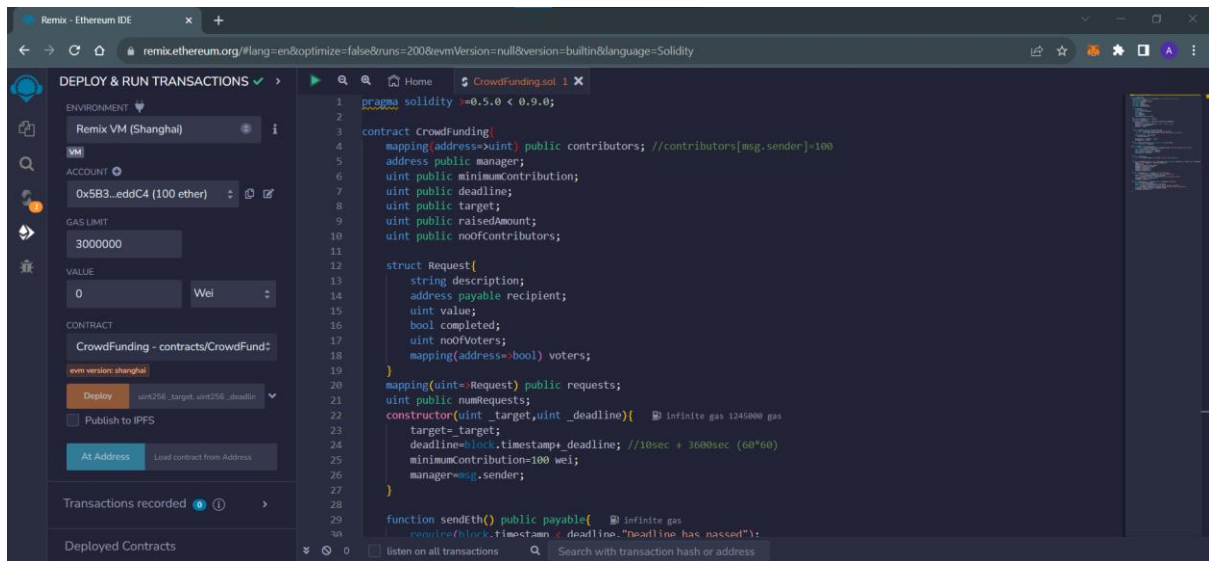 Remix - Ethereum IDE
remix.ethereum.org/#lang=en&optimize=false&runs=200&evmVersion=null&version=builtin&language=Solidity
A
DEPLOY & RUN TRANSACTIONS
ENVIRONMENT
Remix VM (Shanghai)
VM
ACCOUNT
0x5B3...eddC4 (100 ether)
GAS LIMIT
3000000
VALUE
0 Wei
CONTRACT
CrowdFunding - contracts/CrowdFund
evm version: shanghai
Deploy uint256 _target, uint256 _deadlin
Publish to IPFS
At Address Load contract from Address
Transactions recorded 0 i
Deployed Contracts
2
Home CrowdFunding.sol 1
1 pragma solidity >=0.5.0 < 0.9.0;
2
3 contract CrowdFunding{
4 mapping(address=>uint) public contributors; //contributors[msg.sender]=100
5 address public manager;
6 uint public minimumContribution;
7 uint public deadline;
8 uint public target;
9 uint public raisedAmount;
10 uint public noOfContributors;
11
12 struct Request{
13 string description;
14 address payable recipient;
15 uint value;
16 bool completed;
17 uint noOfVoters;
18 mapping(address=>bool) voters;
19 }
20 mapping(uint=>Request) public requests;
21 uint public numRequests;
22 constructor(uint _target,uint _deadline){ infinite gas 1245000 gas
23 target=_target;
24 deadline=block.timestamp+_deadline; //10sec + 3600sec (60*60)
25 minimumContribution=100 wei;
26 manager=msg.sender;
27 }
28
29 function sendEth() public payable{ infinite gas
30 require(block.timestamp < deadline,"Deadline has passed");
0 listen on all transactions Search with transaction hash or address